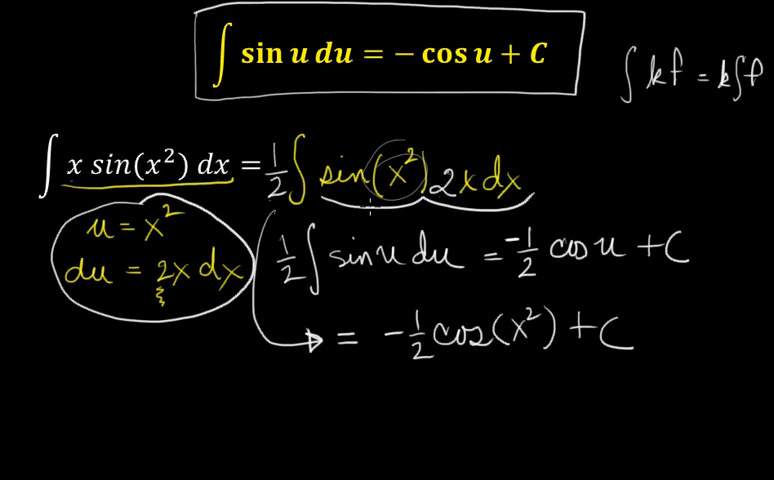 ∫ sin u du = − cos u + C
∫ kf = k∫f
∫ x sin(x²) dx = 1/2 ∫ sin(x²) 2x dx
u = x²
du = 2x dx
1/2 ∫ sin u du = -1/2 cos u + C
= -1/2 cos(x²) + C